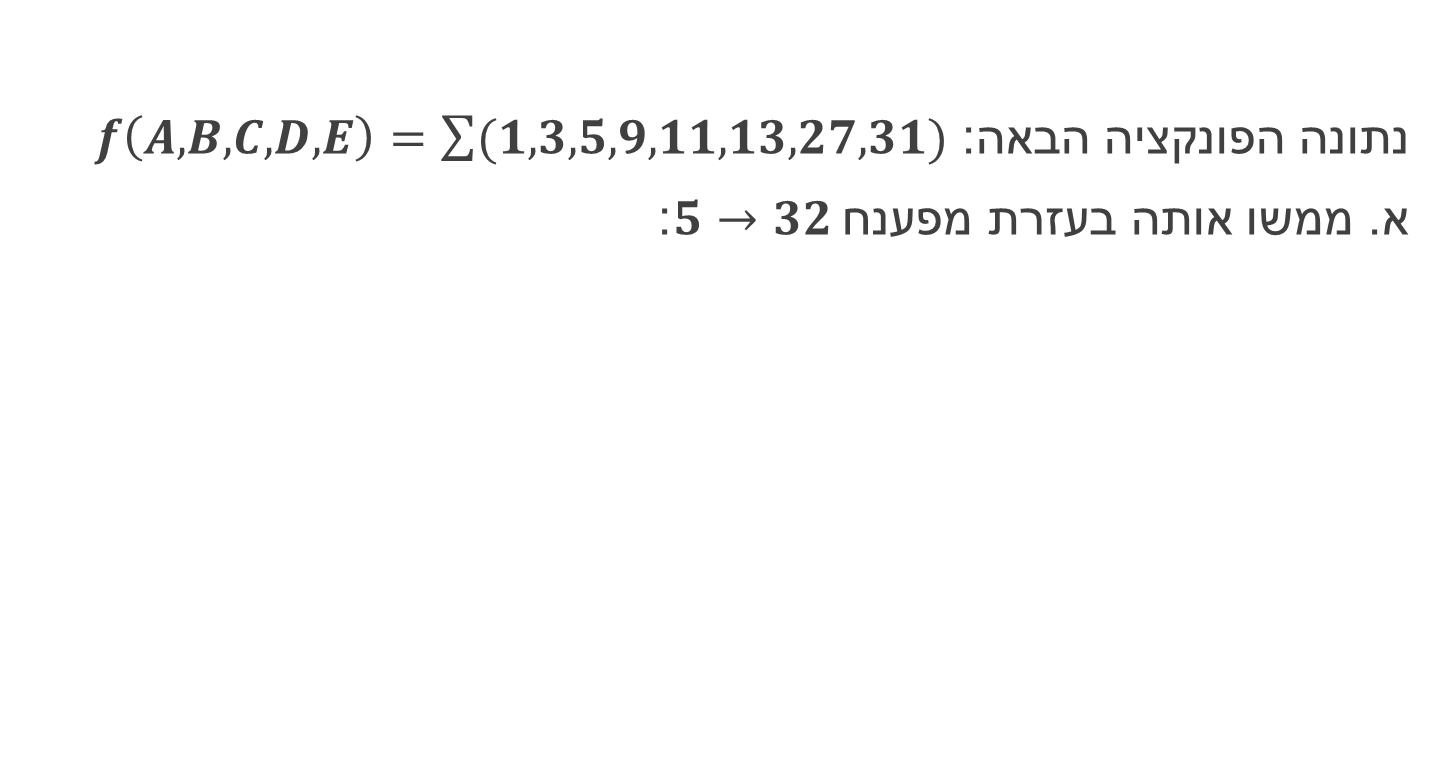 נתונה הפונקציה הבאה: f(A,B,C,D,E) = ∑(1,3,5,9,11,13,27,31)
א. ממשו אותה בעזרת מפענח 5 → 32: